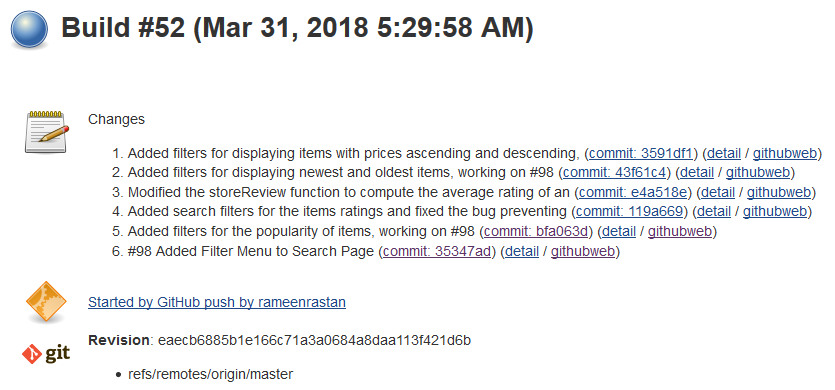 Build #52 (Mar 31, 2018 5:29:58 AM)
Changes
1. Added filters for displaying items with prices ascending and descending, (commit: 3591df1) (detail / githubweb)
2. Added filters for displaying newest and oldest items, working on #98 (commit: 43f61c4) (detail / githubweb)
3. Modified the storeReview function to compute the average rating of an (commit: e4a518e) (detail / githubweb)
4. Added search filters for the items ratings and fixed the bug preventing (commit: 119a669) (detail / githubweb)
5. Added filters for the popularity of items, working on #98 (commit: bfa063d) (detail / githubweb)
6. #98 Added Filter Menu to Search Page (commit: 35347ad) (detail / githubweb)
Started by GitHub push by rameenrastan
git
Revision: eaecb6885b1e166c71a3a0684a8daa113f421d6b
• refs/remotes/origin/master